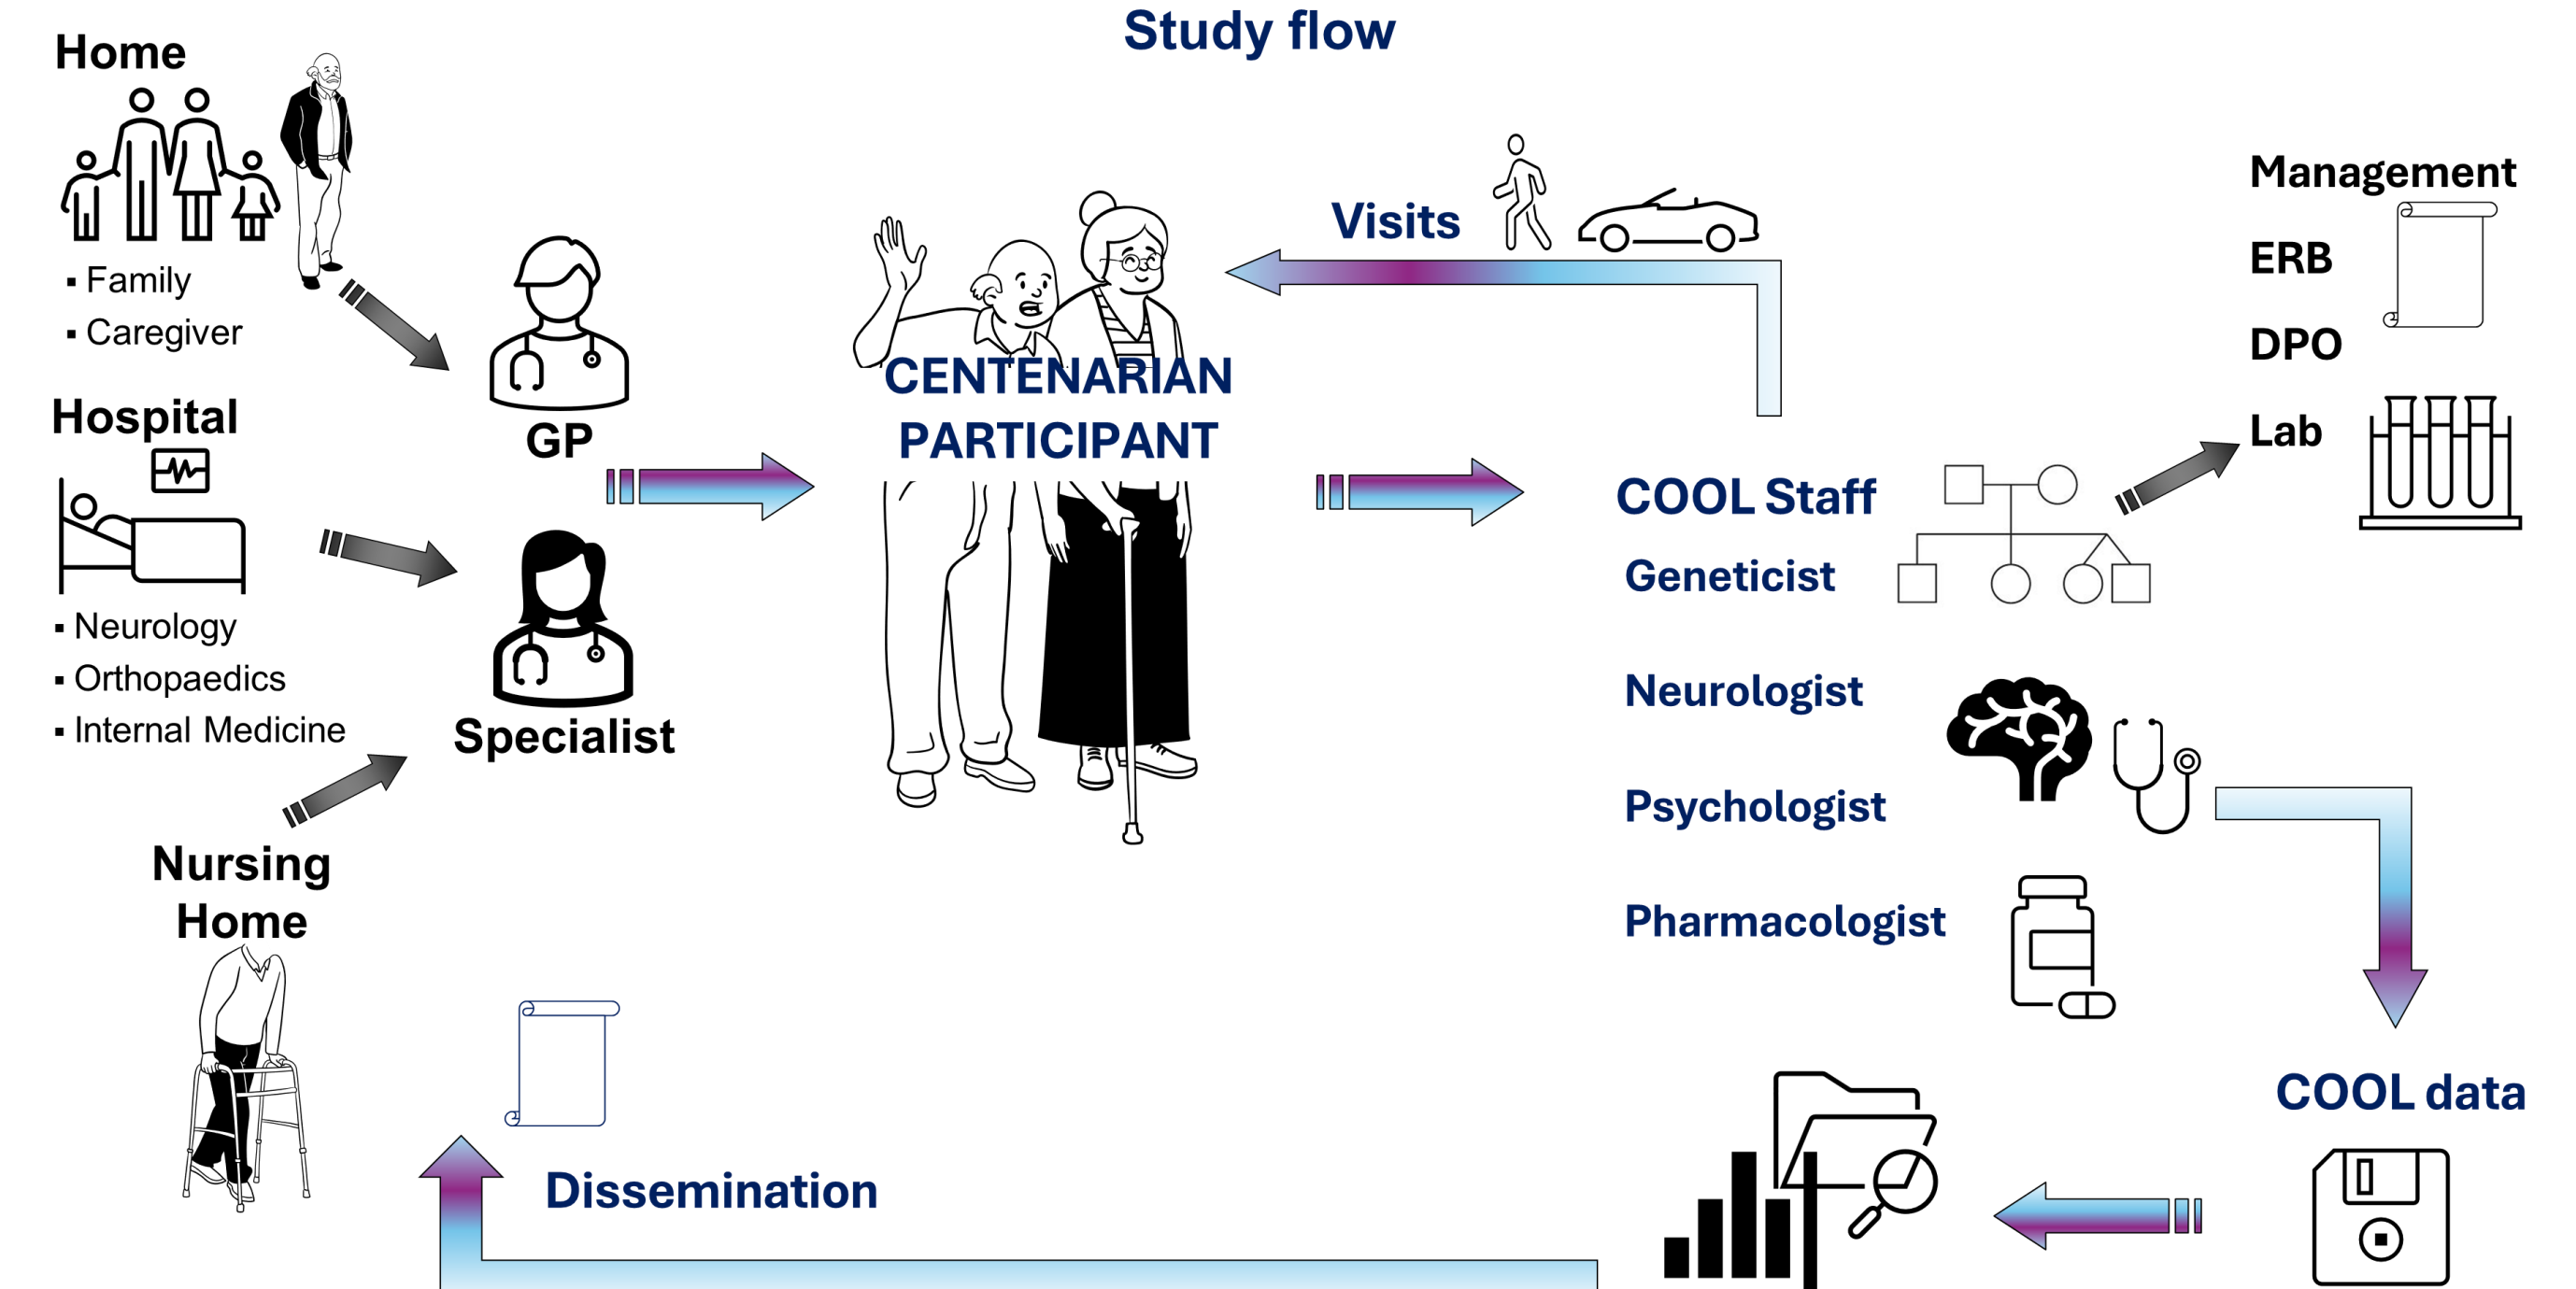 Study flow
Home
▪ Family
▪ Caregiver
Hospital
▪ Neurology
▪ Orthopaedics
▪ Internal Medicine
Nursing
Home
GP
Specialist
CENTENARIAN
PARTICIPANT
Visits
COOL Staff
Geneticist
Neurologist
Psychologist
Pharmacologist
Management
ERB
DPO
Lab
COOL data
Dissemination